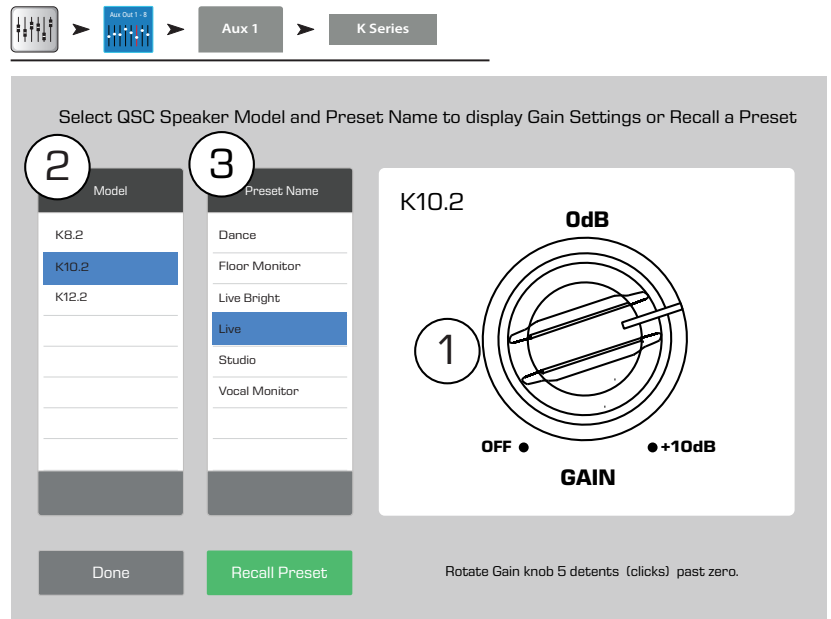 Aux Out 1 - 8
Aux 1
K Series
Select QSC Speaker Model and Preset Name to display Gain Settings or Recall a Preset
2
Model
K8.2
K10.2
K12.2
3
Preset Name
Dance
Floor Monitor
Live Bright
Live
Studio
Vocal Monitor
K10.2
0dB
1
OFF
+10dB
GAIN
Done
Recall Preset
Rotate Gain knob 5 detents (clicks) past zero.